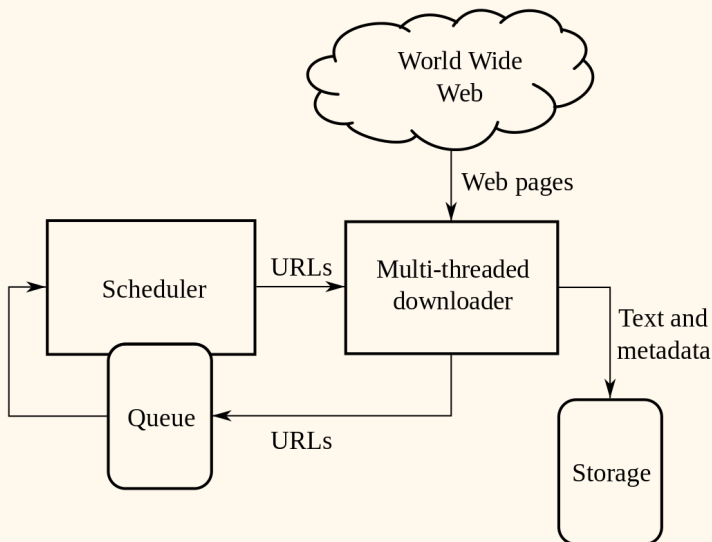 World Wide
Web
Web pages
URLs
Scheduler
Multi-threaded
downloader
Text and
metadata
Queue
URLs
Storage